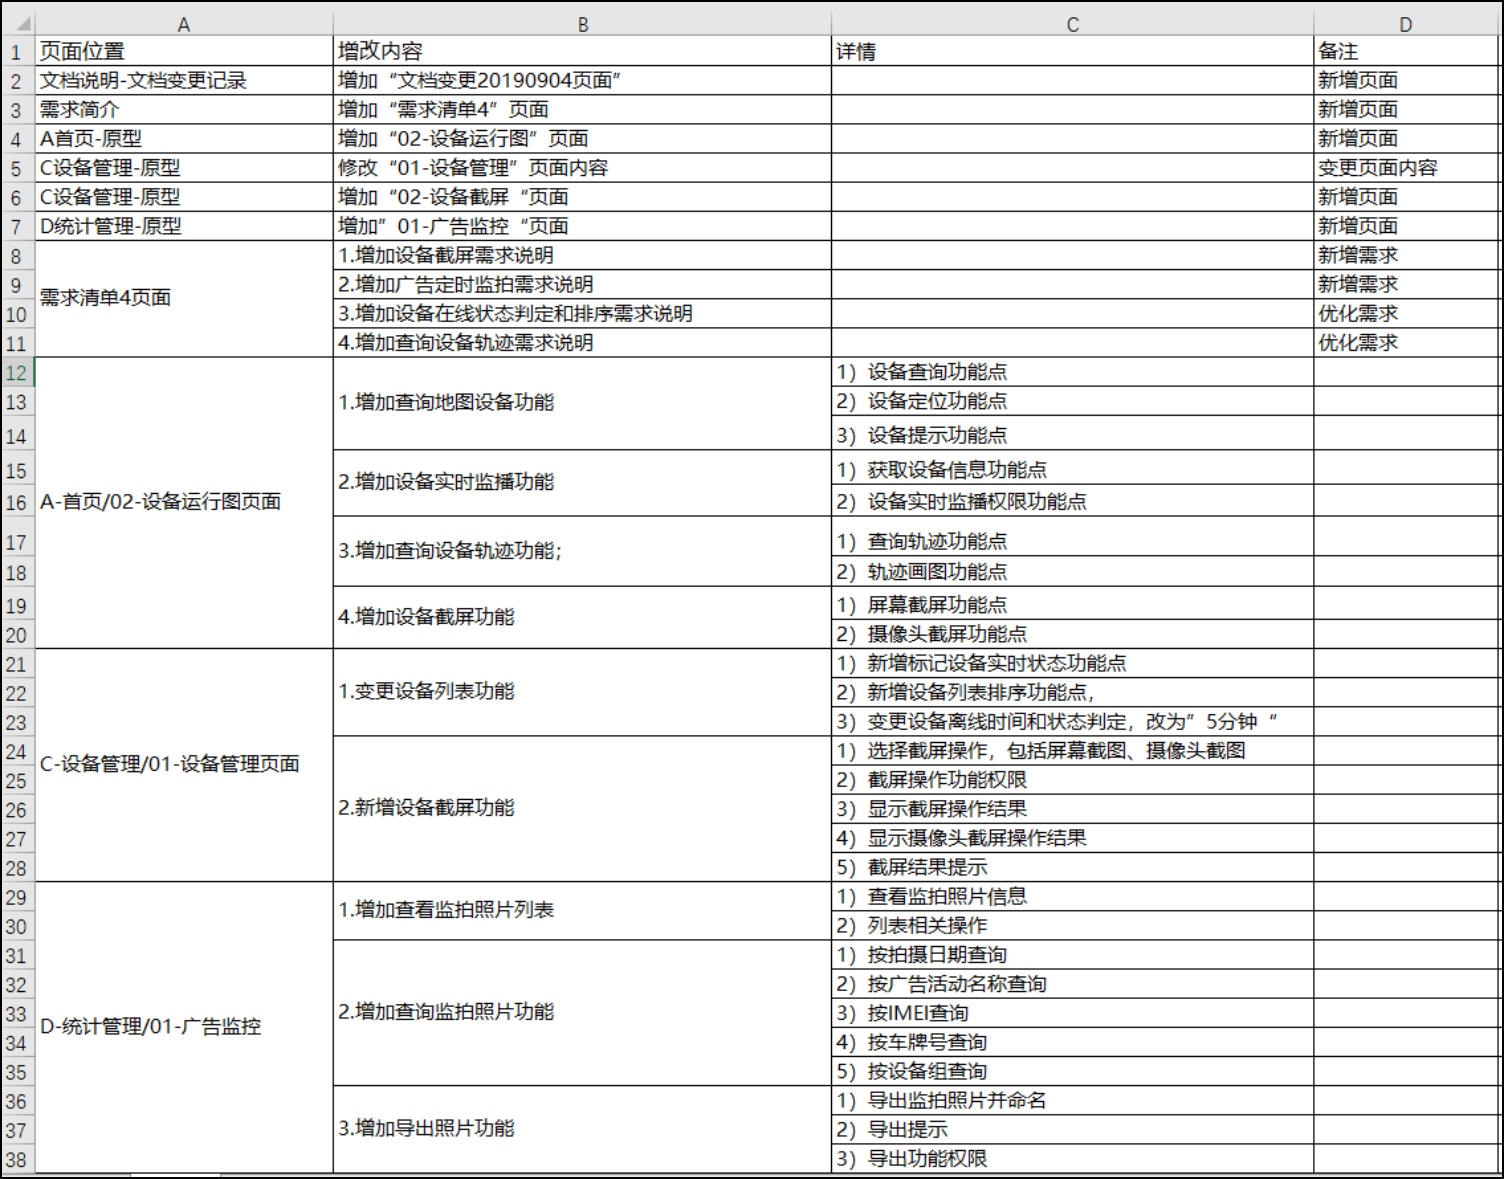 A B C D
1 页面位置 增改内容 详情 备注
2 文档说明-文档变更记录 增加“文档变更20190904页面” 新增页面
3 需求简介 增加“需求清单4”页面 新增页面
4 A首页-原型 增加“02-设备运行图”页面 新增页面
5 C设备管理-原型 修改“01-设备管理”页面内容 变更页面内容
6 C设备管理-原型 增加“02-设备截屏“页面 新增页面
7 D统计管理-原型 增加”01-广告监控“页面 新增页面
8 1.增加设备截屏需求说明 新增需求
9 需求清单4页面 2.增加广告定时监拍需求说明 新增需求
10 3.增加设备在线状态判定和排序需求说明 优化需求
11 4.增加查询设备轨迹需求说明 优化需求
12 1）设备查询功能点
13 1.增加查询地图设备功能 2）设备定位功能点
14 3）设备提示功能点
15 2.增加设备实时监播功能 1）获取设备信息功能点
16 A-首页/02-设备运行图页面 2）设备实时监播权限功能点
17 3.增加查询设备轨迹功能； 1）查询轨迹功能点
18 2）轨迹画图功能点
19 4.增加设备截屏功能 1）屏幕截屏功能点
20 2）摄像头截屏功能点
21 1）新增标记设备实时状态功能点
22 1.变更设备列表功能 2）新增设备列表排序功能点，
23 3）变更设备离线时间和状态判定，改为”5分钟“
24 C-设备管理/01-设备管理页面 1）选择截屏操作，包括屏幕截图、摄像头截图
25 2）截屏操作功能权限
26 2.新增设备截屏功能 3）显示截屏操作结果
27 4）显示摄像头截屏操作结果
28 5）截屏结果提示
29 1.增加查看监拍照片列表 1）查看监拍照片信息
30 2）列表相关操作
31 1）按拍摄日期查询
32 2）按广告活动名称查询
33 D-统计管理/01-广告监控 2.增加查询监拍照片功能 3）按IMEI查询
34 4）按车牌号查询
35 5）按设备组查询
36 1）导出监拍照片并命名
37 3.增加导出照片功能 2）导出提示
38 3）导出功能权限